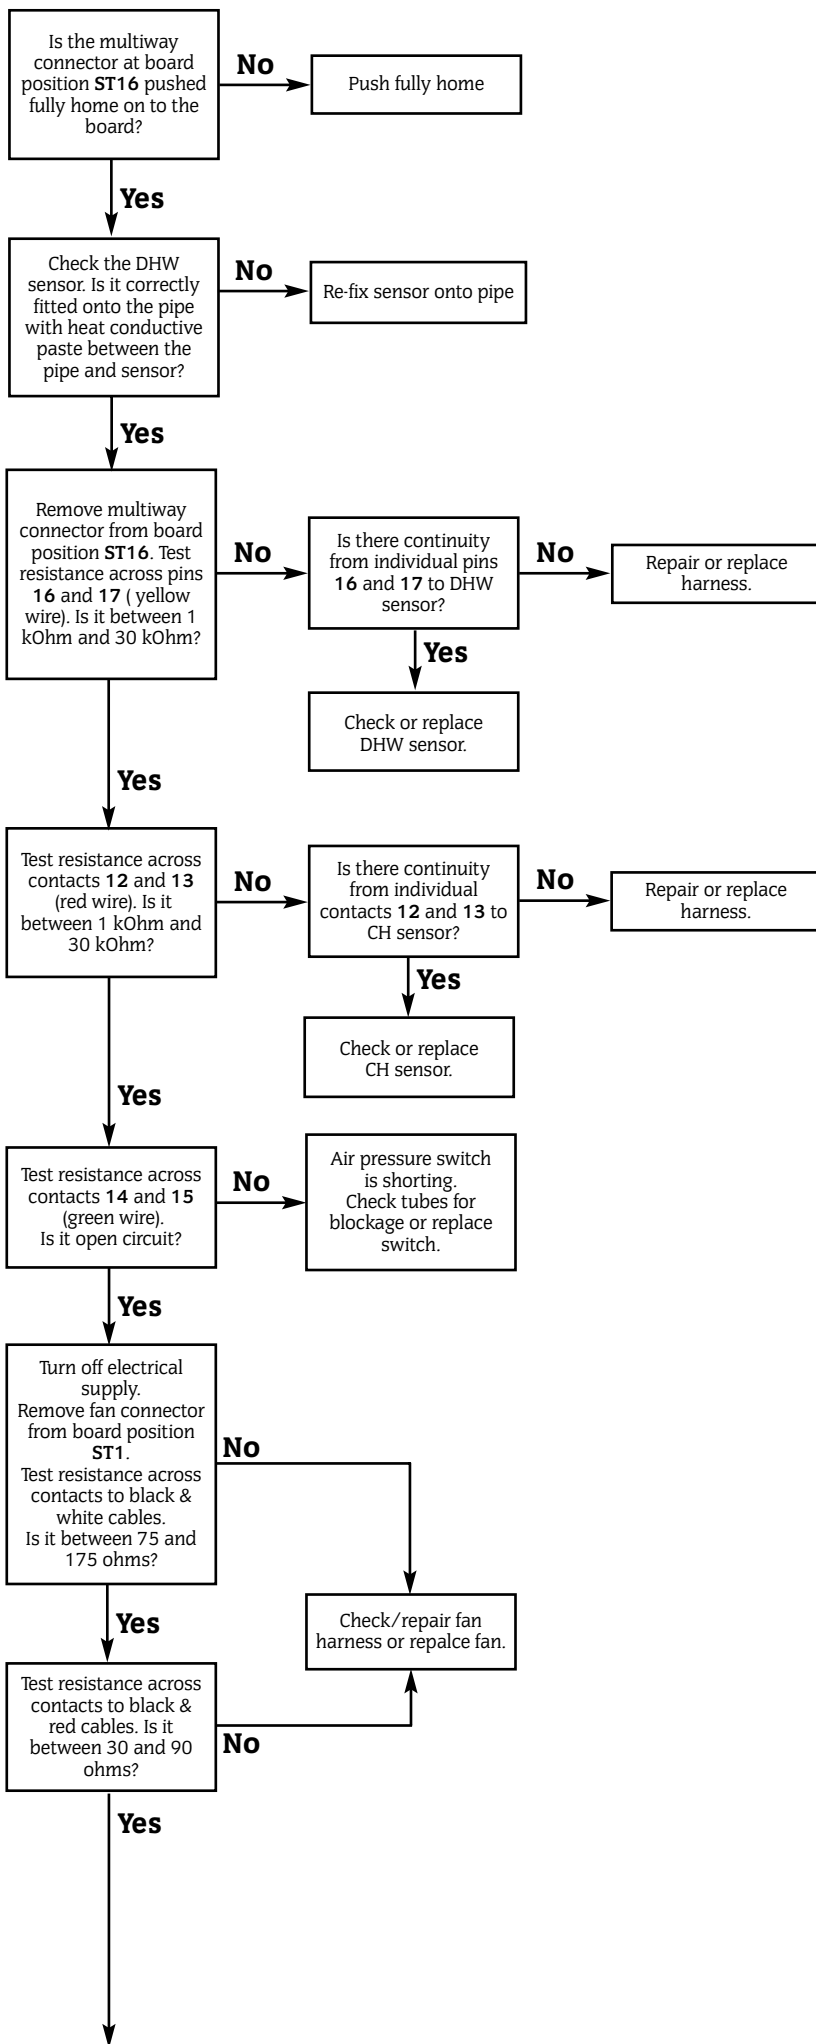 Is the multiway
connector at board
position ST16 pushed
fully home on to the
board?
No
Push fully home
Yes
Check the DHW
sensor. Is it correctly
fitted onto the pipe
with heat conductive
paste between the
pipe and sensor?
No
Re-fix sensor onto pipe
Yes
Remove multiway
connector from board
position ST16. Test
resistance across pins
16 and 17 ( yellow
wire). Is it between 1
kOhm and 30 kOhm?
No
Is there continuity
from individual pins
16 and 17 to DHW
sensor?
No
Repair or replace
harness.
Yes
Check or replace
DHW sensor.
Yes
Test resistance across
contacts 12 and 13
(red wire). Is it
between 1 kOhm and
30 kOhm?
No
Is there continuity
from individual
contacts 12 and 13 to
CH sensor?
No
Repair or replace
harness.
Yes
Check or replace
CH sensor.
Yes
Test resistance across
contacts 14 and 15
(green wire).
Is it open circuit?
No
Air pressure switch
is shorting.
Check tubes for
blockage or replace
switch.
Yes
Turn off electrical
supply.
Remove fan connector
from board position
ST1.
Test resistance across
contacts to black &
white cables.
Is it between 75 and
175 ohms?
No
Check/repair fan
harness or repalce fan.
Yes
Test resistance across
contacts to black &
red cables. Is it
between 30 and 90
ohms?
No
Yes